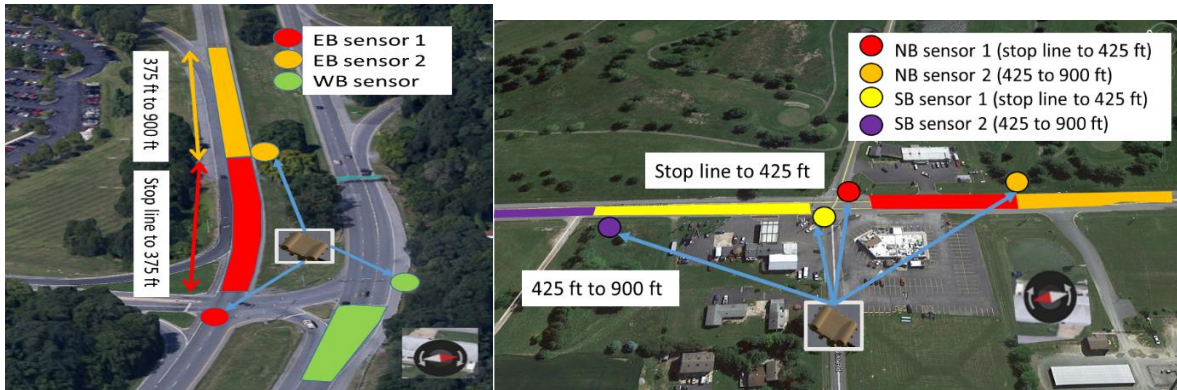 EB sensor 1
EB sensor 2
WB sensor
375 ft to 900 ft
Stop line to 375 ft
NB sensor 1 (stop line to 425 ft)
NB sensor 2 (425 to 900 ft)
SB sensor 1 (stop line to 425 ft)
SB sensor 2 (425 to 900 ft)
Stop line to 425 ft
425 ft to 900 ft